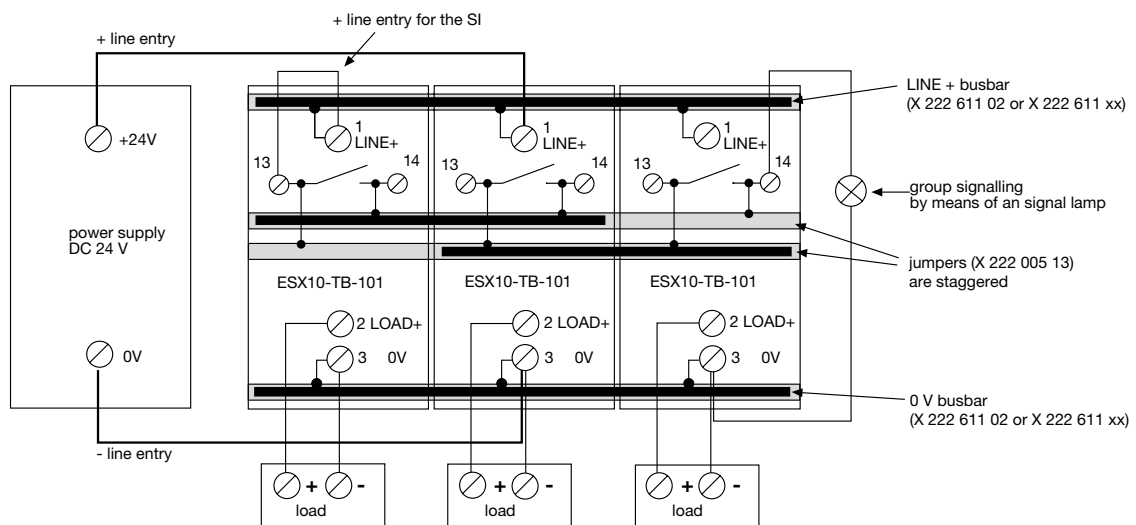 + line entry for the SI
+ line entry
LINE + busbar
(X 222 611 02 or X 222 611 xx)
+24V
1
LINE+
1
LINE+
1
LINE+
13
14
13
14
13
14
group signalling
by means of an signal lamp
power supply
DC 24 V
jumpers (X 222 005 13)
are staggered
ESX10-TB-101
ESX10-TB-101
ESX10-TB-101
2 LOAD+
2 LOAD+
2 LOAD+
0V
3 0V
3 0V
3 0V
0 V busbar
(X 222 611 02 or X 222 611 xx)
- line entry
+ -
load
+ -
load
+ -
load